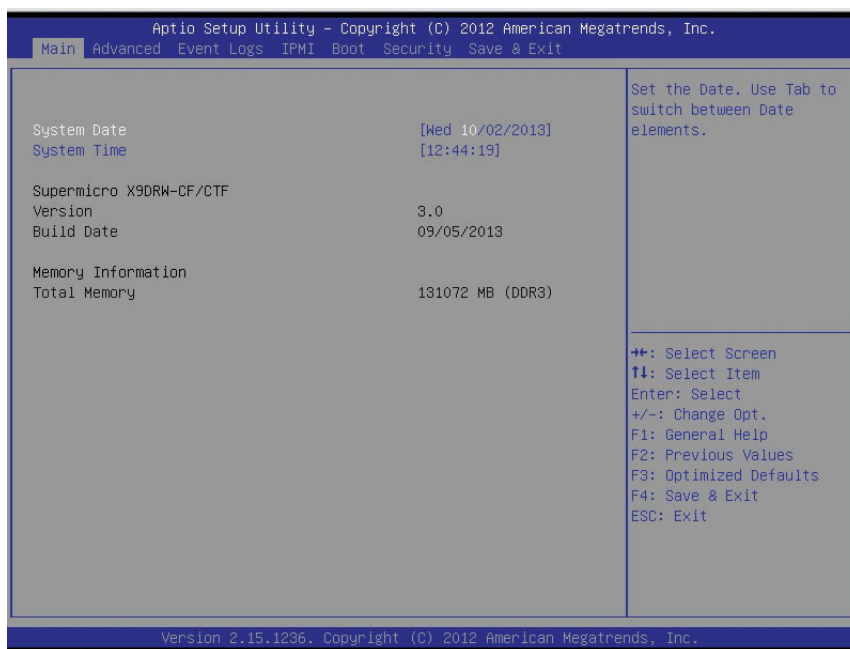 Aptio Setup Utility – Copyright (C) 2012 American Megatrends, Inc.
Main Advanced Event Logs IPMI Boot Security Save & Exit
System Date [Wed 10/02/2013]
System Time [12:44:19]
Supermicro X9DRW-CF/CTF
Version 3.0
Build Date 09/05/2013
Memory Information
Total Memory 131072 MB (DDR3)
Set the Date. Use Tab to
switch between Date
elements.
→←: Select Screen
↑↓: Select Item
Enter: Select
+/-: Change Opt.
F1: General Help
F2: Previous Values
F3: Optimized Defaults
F4: Save & Exit
ESC: Exit
Version 2.15.1236. Copyright (C) 2012 American Megatrends, Inc.